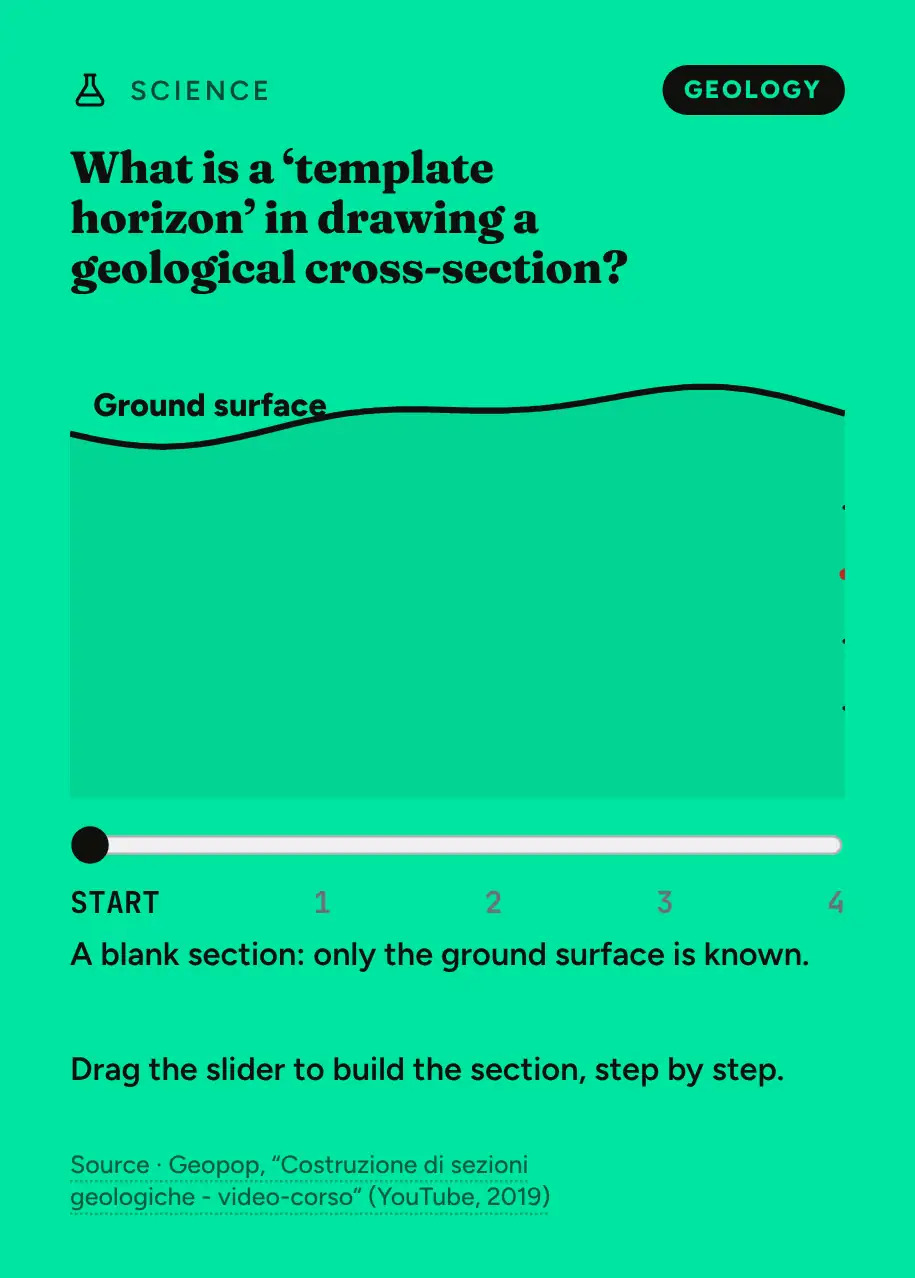 SCIENCE
GEOLOGY
What is a ‘template
horizon’ in drawing a
geological cross-section?
Ground surface
START 1 2 3 4
A blank section: only the ground surface is known.
Drag the slider to build the section, step by step.
Source · Geopop, “Costruzione di sezioni
geologiche - video-corso“ (YouTube, 2019)